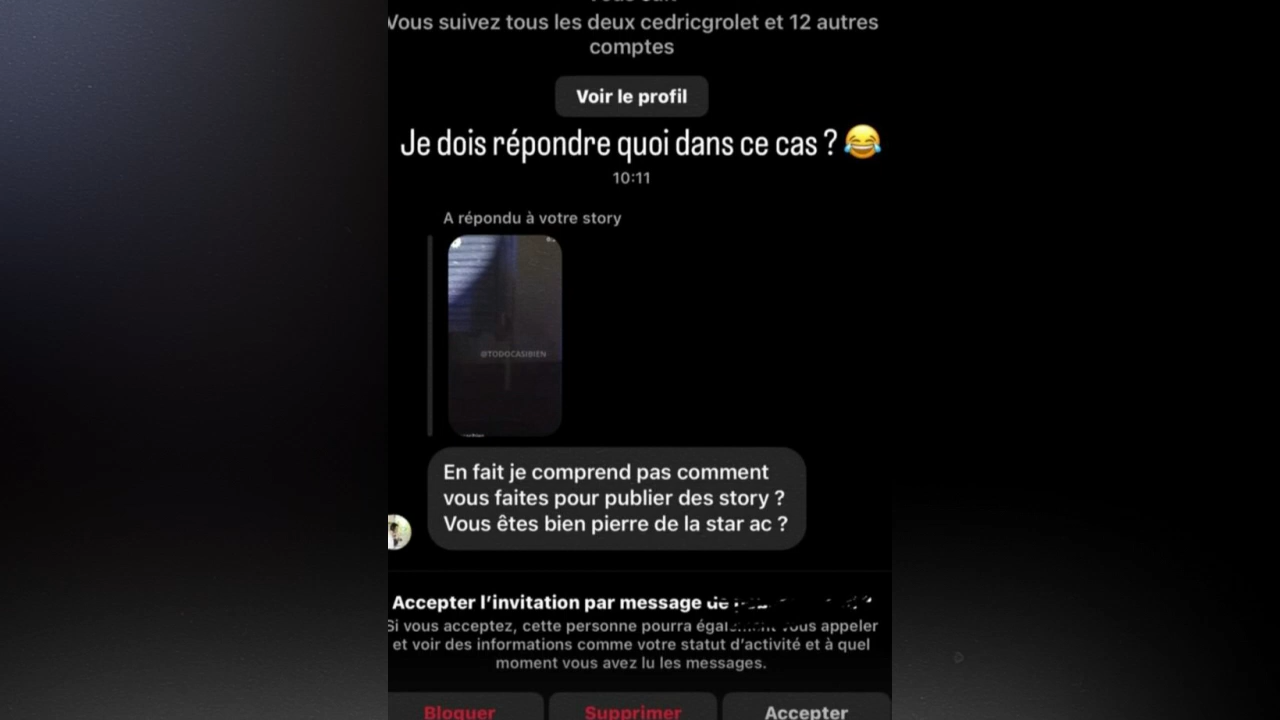 Vous suivez tous les deux cedricgrolet et 12 autres
comptes
Voir le profil
Je dois répondre quoi dans ce cas ? 😂
10:11
A répondu à votre story
@TODOCASIBIEN
En fait je comprend pas comment
vous faites pour publier des story ?
Vous êtes bien pierre de la star ac ?
Accepter l’invitation par message de
Si vous acceptez, cette personne pourra également vous appeler
et voir des informations comme votre statut d’activité et à quel
moment vous avez lu les messages.
Bloquer
Supprimer
Accepter